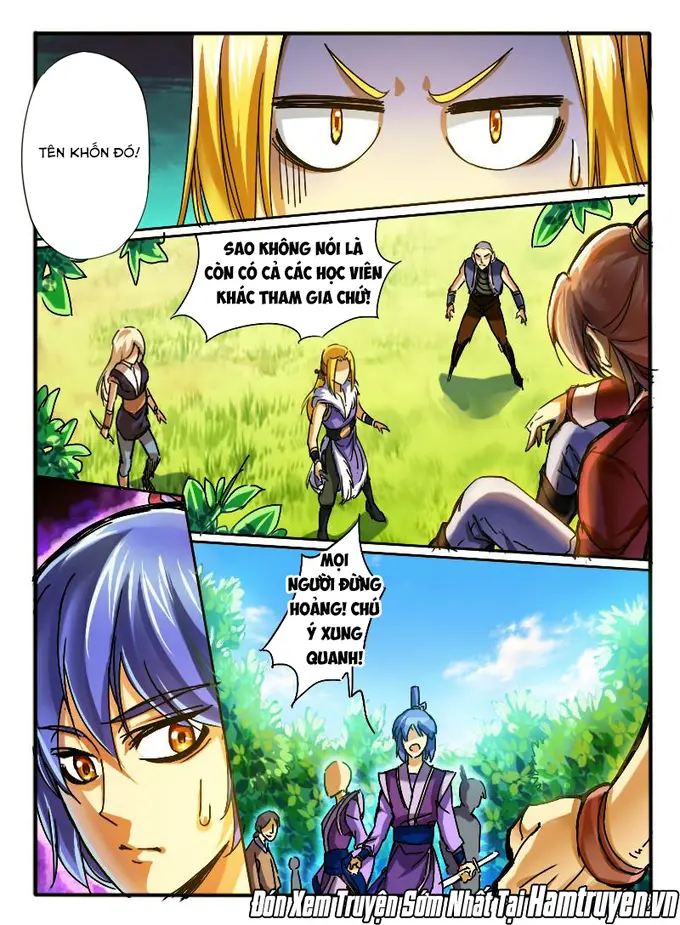 TÊN KHỐN ĐÓ!
SAO KHÔNG NÓI LÀ
CÒN CÓ CẢ CÁC HỌC VIÊN
KHÁC THAM GIA CHỨ!
MỌI
NGƯỜI ĐỪNG
HOẢNG! CHÚ
Ý XUNG
QUANH!
Đón Xem Truyện Sớm Nhất Tại Hamtruyen.vn